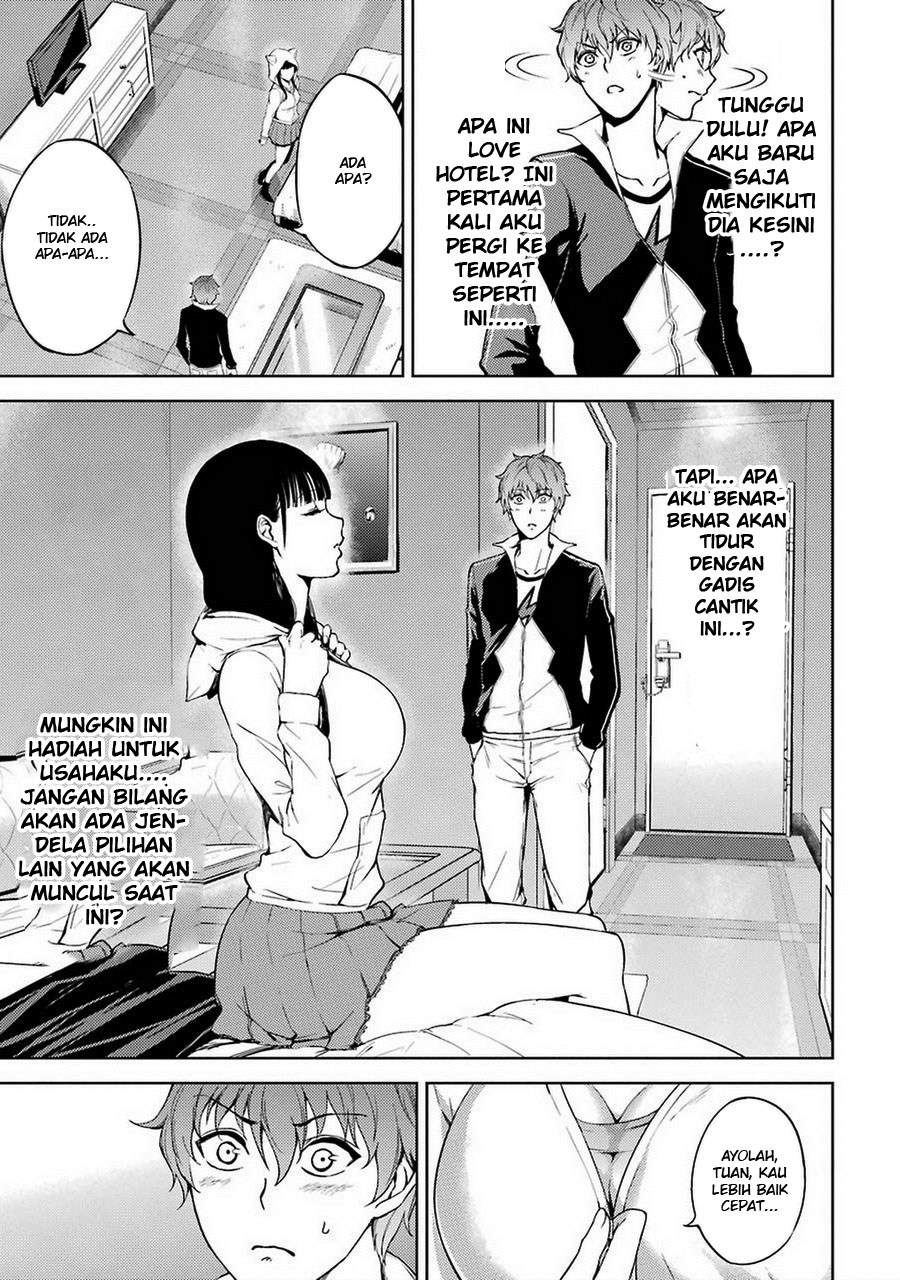 TUNGGU
DULU! APA
AKU BARU
SAJA
MENGIKUTI
DIA KESINI
....?
APA INI
LOVE
HOTEL? INI
PERTAMA
KALI AKU
PERGI KE
TEMPAT
SEPERTI
INI.....
ADA
APA?
TIDAK..
TIDAK ADA
APA-APA...
TAPI... APA
AKU BENAR-
BENAR AKAN
TIDUR
DENGAN
GADIS
CANTIK
INI...?
MUNGKIN INI
HADIAH UNTUK
USAHAKU....
JANGAN BILANG
AKAN ADA JEN-
DELA PILIHAN
LAIN YANG AKAN
MUNCUL SAAT
INI?
AYOLAH,
TUAN, KAU
LEBIH BAIK
CEPAT...